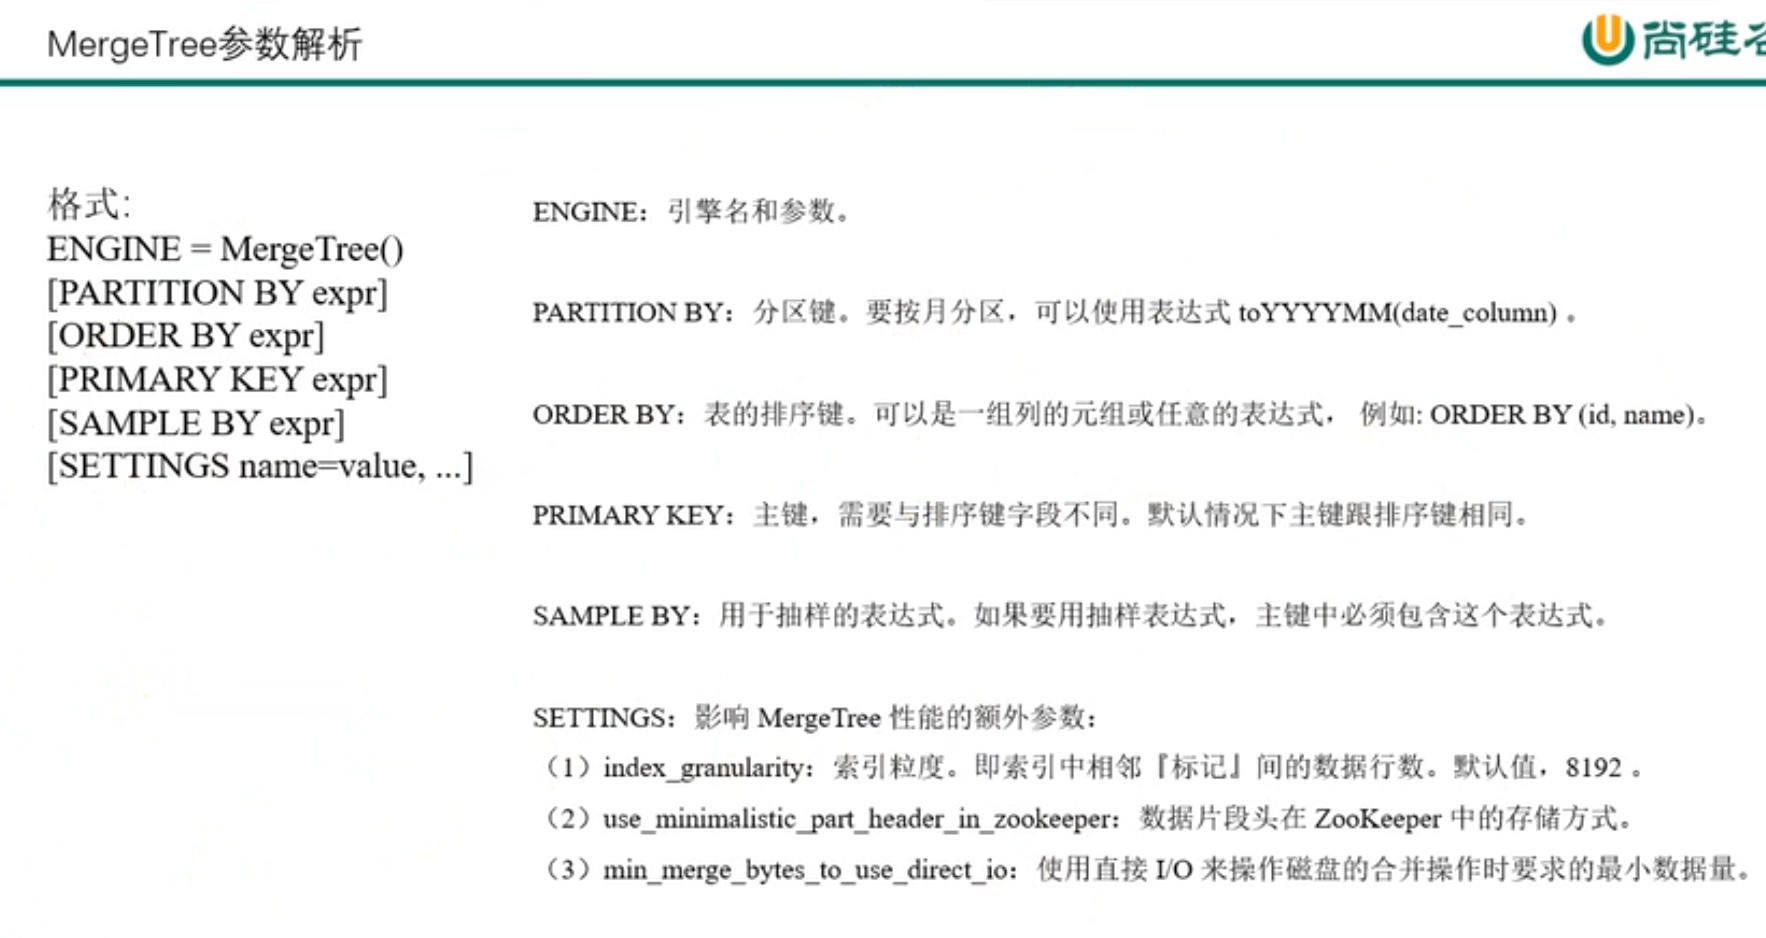 MergeTree参数解析
尚硅
格式:
ENGINE = MergeTree()
[PARTITION BY expr]
[ORDER BY expr]
[PRIMARY KEY expr]
[SAMPLE BY expr]
[SETTINGS name=value, ...]
ENGINE：引擎名和参数。
PARTITION BY：分区键。要按月分区，可以使用表达式 toYYYYMM(date_column) 。
ORDER BY：表的排序键。可以是一组列的元组或任意的表达式， 例如: ORDER BY (id, name)。
PRIMARY KEY：主键，需要与排序键字段不同。默认情况下主键跟排序键相同。
SAMPLE BY：用于抽样的表达式。如果要用抽样表达式，主键中必须包含这个表达式。
SETTINGS：影响 MergeTree 性能的额外参数：
（1）index_granularity：索引粒度。即索引中相邻『标记』间的数据行数。默认值，8192 。
（2）use_minimalistic_part_header_in_zookeeper：数据片段头在 ZooKeeper 中的存储方式。
（3）min_merge_bytes_to_use_direct_io：使用直接 I/O 来操作磁盘的合并操作时要求的最小数据量。